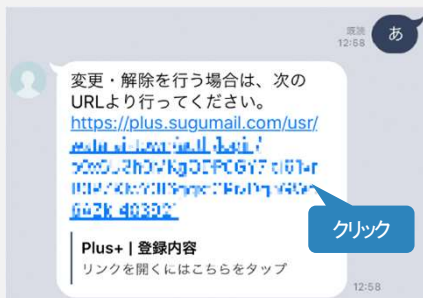 既読
12:58
あ
変更・解除を行う場合は、次の
URLより行ってください。
https://plus.sugumail.com/usr/
クリック
Plus+ | 登録内容
リンクを開くにはこちらをタップ
12:58